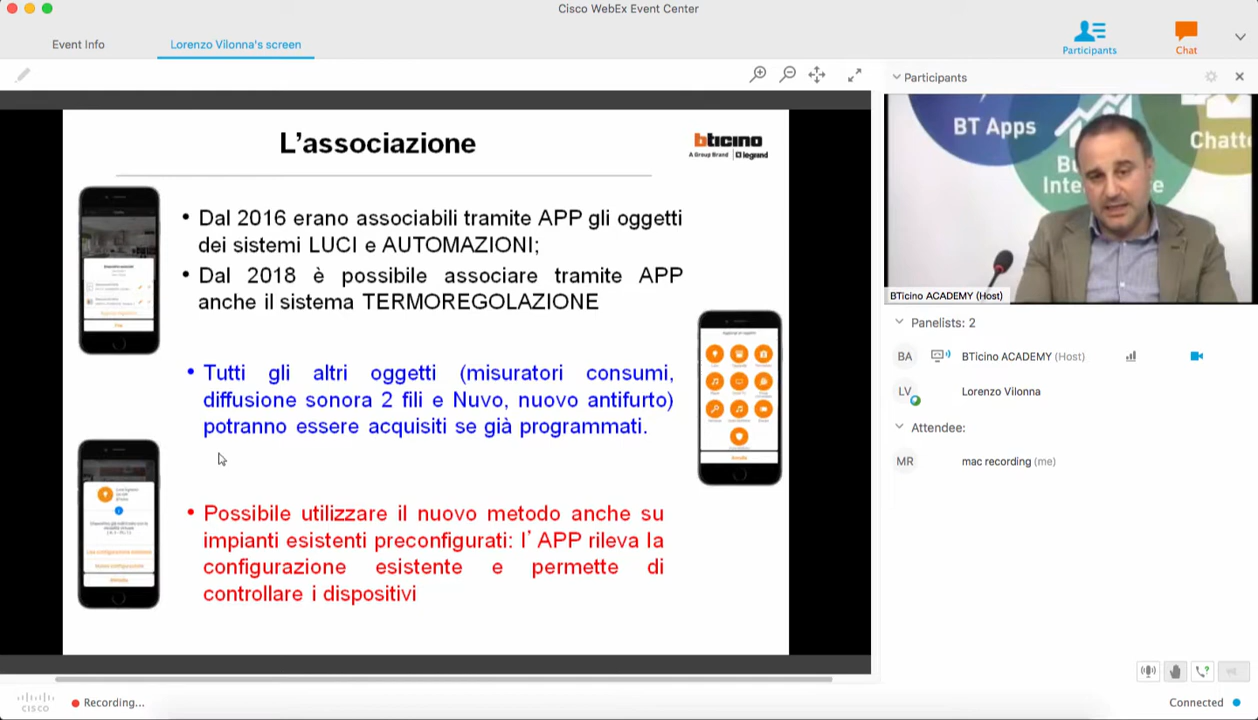 Cisco WebEx Event Center
Event Info
Lorenzo Vilonna's screen
Participants
Chat
Participants
L'associazione
bticino
A Group Brand
legrand
• Dal 2016 erano associabili tramite APP gli oggetti
dei sistemi LUCI e AUTOMAZIONI;
• Dal 2018 è possibile associare tramite APP
anche il sistema TERMOREGOLAZIONE
• Tutti gli altri oggetti (misuratori consumi,
diffusione sonora 2 fili e Nuvo, nuovo antifurto)
potranno essere acquisiti se già programmati.
• Possibile utilizzare il nuovo metodo anche su
impianti esistenti preconfigurati: l'APP rileva la
configurazione esistente e permette di
controllare i dispositivi
Annulla
BT Apps
BTicino ACADEMY (Host)
Panelists: 2
BA
BTicino ACADEMY (Host)
LV
Lorenzo Vilonna
Attendee:
MR
mac recording (me)
CISCO
Recording...
Connected